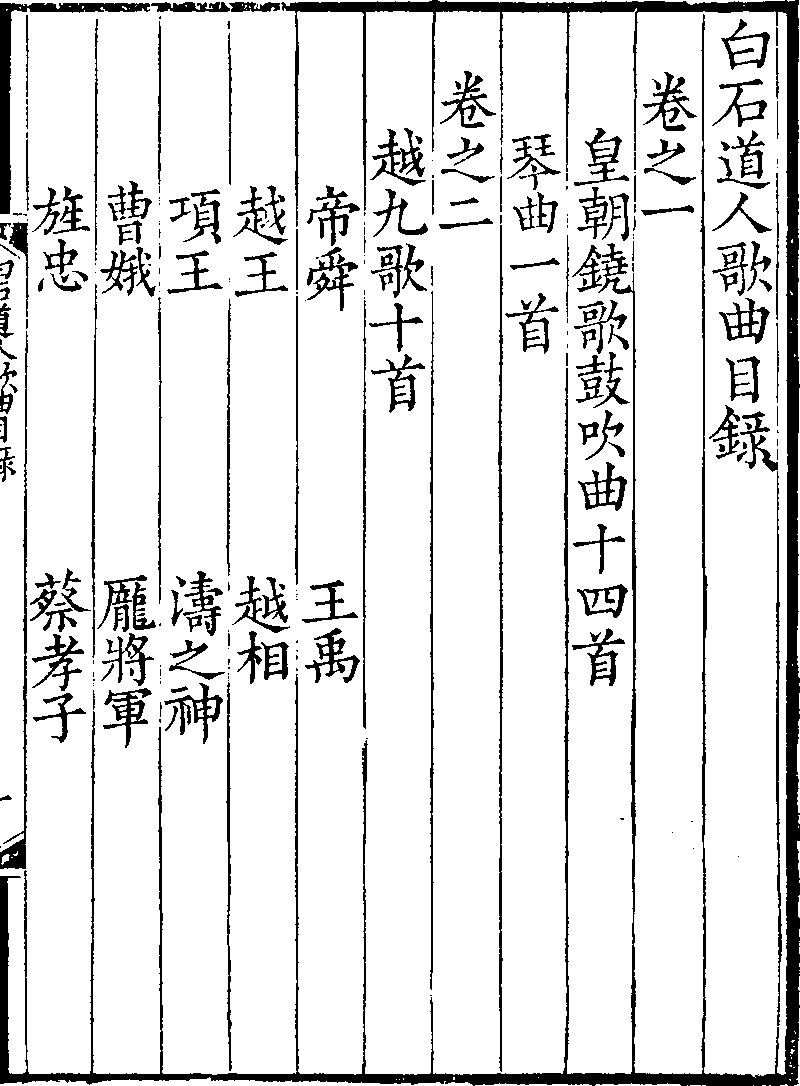 白石道人歌曲目錄
卷之一
皇朝鐃歌鼓吹曲十四首
琴曲一首
卷之二
越九歌十首
帝舜 王禹
越王 越相
項王 濤之神
曹娥 龐將軍
旌忠 蔡孝子
白石道人歌曲目錄
一